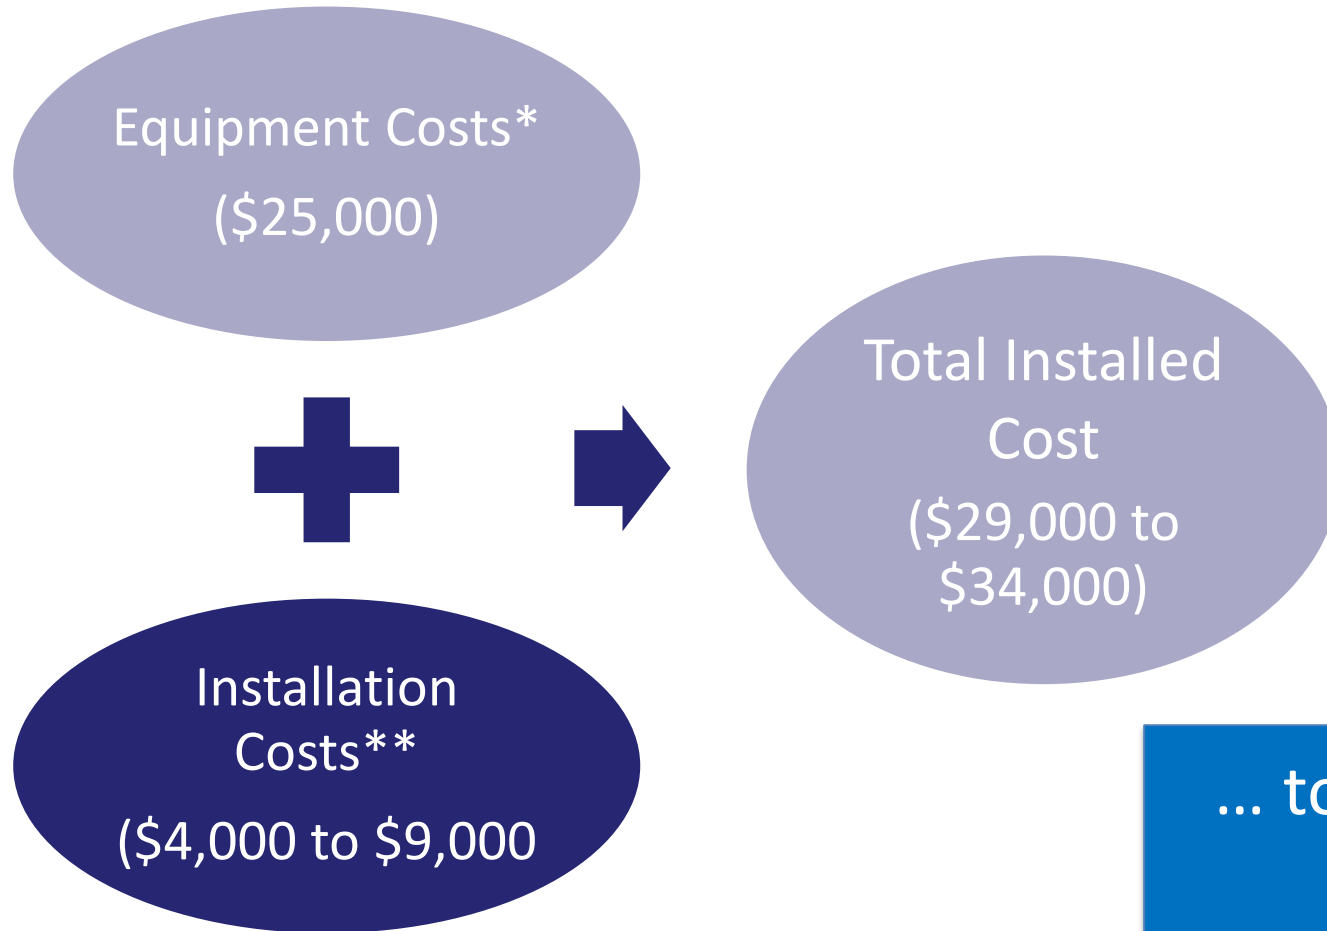 Equipment Costs*
($25,000)
Total Installed
Cost
($29,000 to
$34,000)
Installation
Costs**
($4,000 to $9,000
...